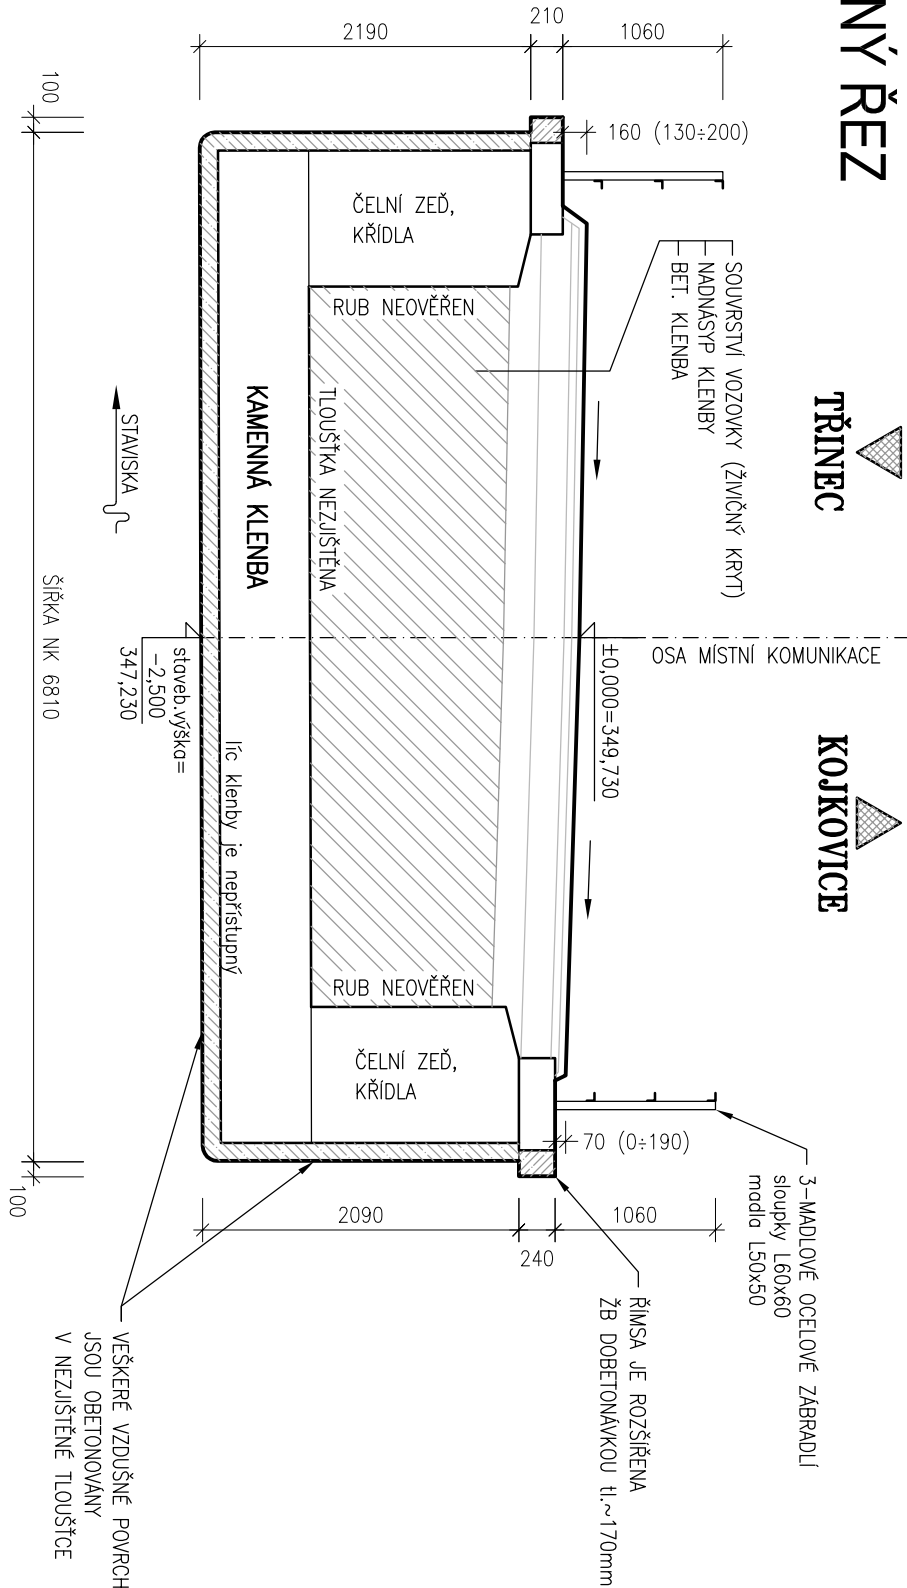 NÝ ŘEZ
TŘINEC
KOJKOVICE
SOUVRSTVÍ VOZOVKY (ŽIVIČNÝ KRYT)
NADNÁSYP KLENBY
BET. KLENBA
OSA MÍSTNÍ KOMUNIKACE
±0,000=349,730
3-MADLOVÉ OCELOVÉ ZÁBRADLÍ
sloupky L60x60
madla L50x50
ŘÍMSA JE ROZŠÍŘENA
ŽB DOBETONÁVKOU tl.~170mm
1060
210
2190
160 (130÷200)
70 (0÷190)
1060
240
2090
ČELNÍ ZEĎ,
KŘÍDLA
RUB NEOVĚŘEN
TLOUŠŤKA NEZJIŠTĚNA
RUB NEOVĚŘEN
ČELNÍ ZEĎ,
KŘÍDLA
KAMENNÁ KLENBA
líc klenby je nepřístupný
STAVISKA
staveb.výška=
-2,500
347,230
VEŠKERÉ VZDUŠNÉ POVRCH
JSOU OBETONOVÁNY
V NEZJIŠTĚNÉ TLOUŠŤCE
100
ŠÍŘKA NK 6810
100